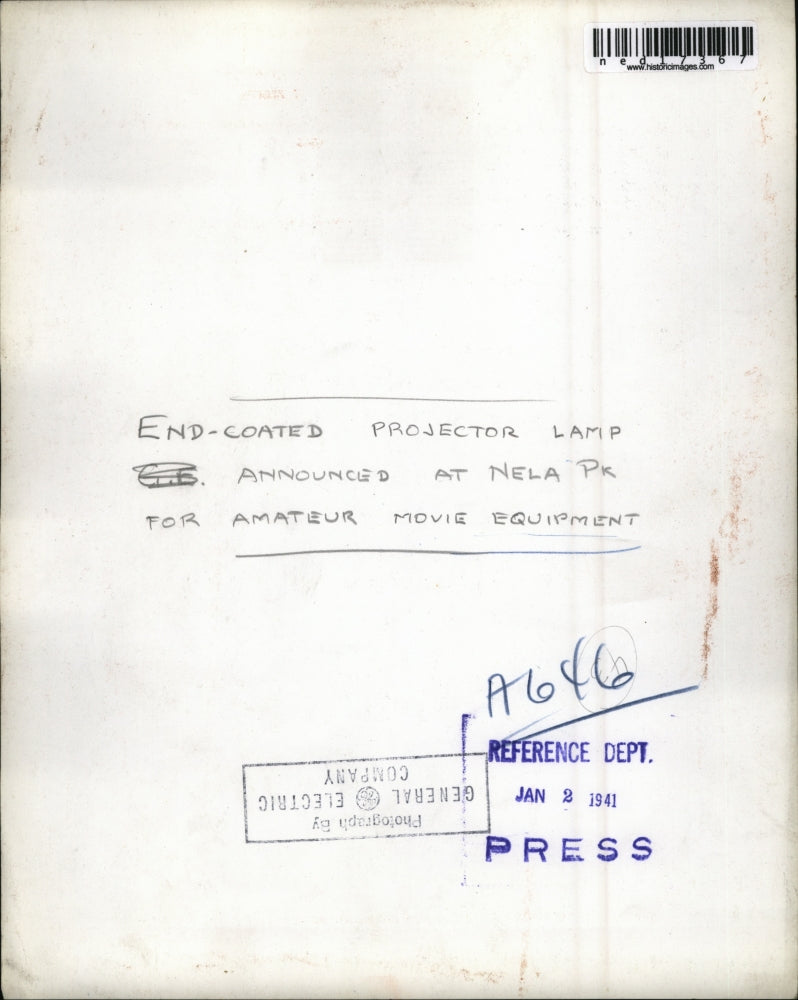 ned17367
www.historicimages.com
END-COATED PROJECTOR LAMP
G.E. ANNOUNCED AT NELA PK
FOR AMATEUR MOVIE EQUIPMENT
A646
REFERENCE DEPT.
JAN 2 1941
PRESS
Photograph By
GENERAL ELECTRIC
COMPANY